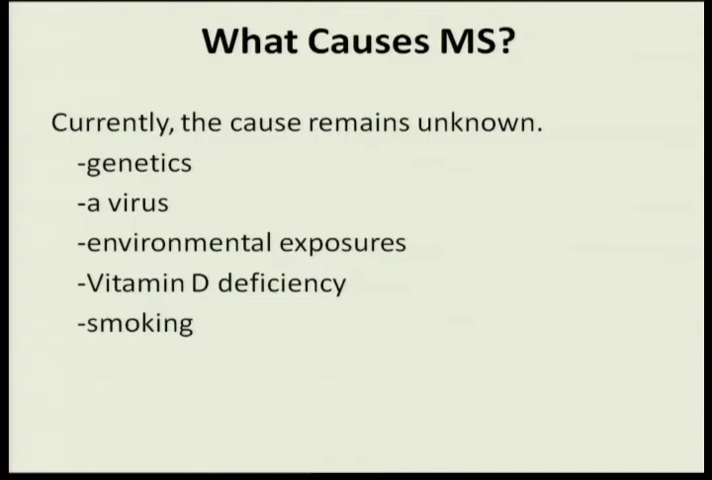 What Causes MS?
Currently, the cause remains unknown.
-genetics
-a virus
-environmental exposures
-Vitamin D deficiency
-smoking